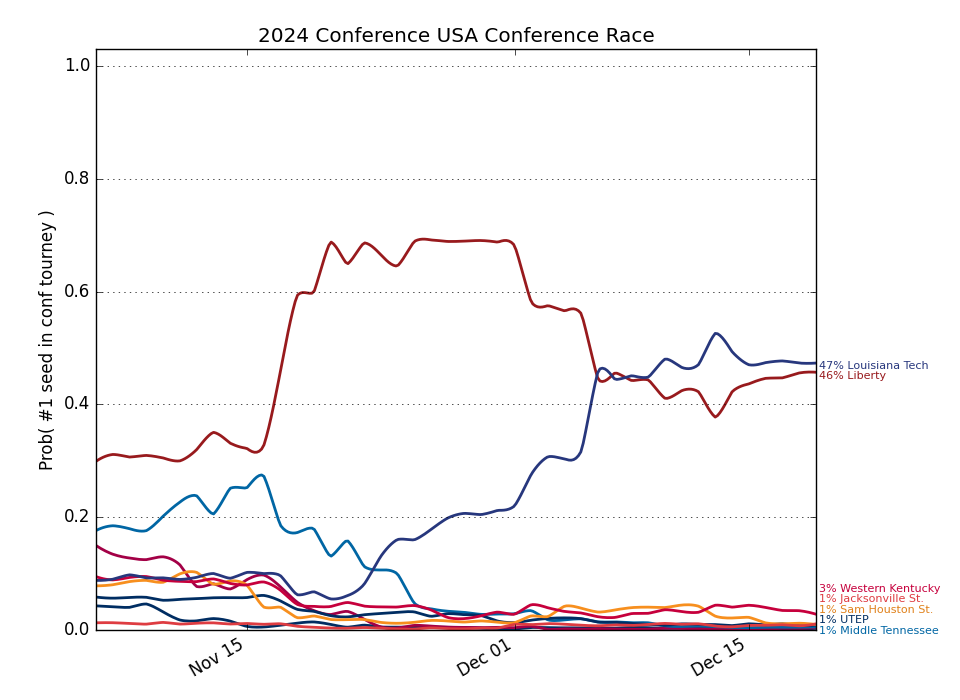 2024 Conference USA Conference Race
Prob( #1 seed in conf tourney )
1.0
0.8
0.6
0.4
0.2
0.0
Nov 15
Dec 01
Dec 15
47% Louisiana Tech
46% Liberty
3% Western Kentucky
1% Jacksonville St.
1% Sam Houston St.
1% UTEP
1% Middle Tennessee